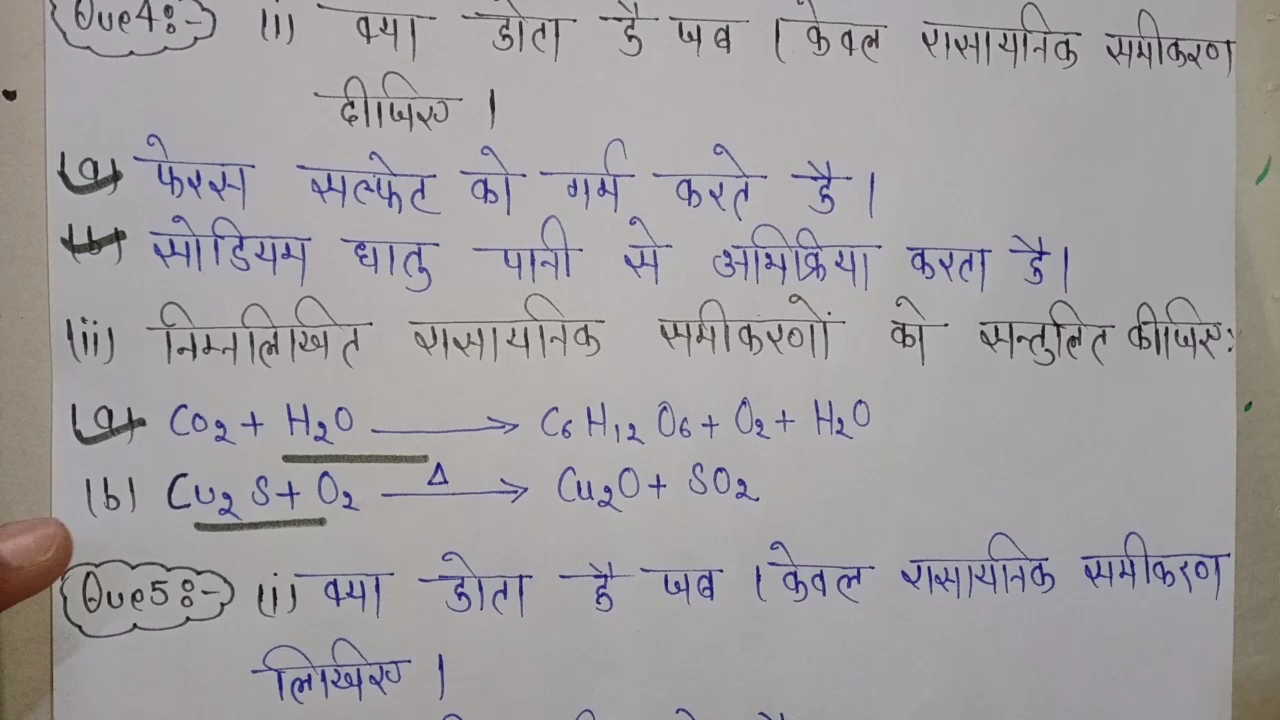 Que4:- (i) क्या होता है जब । केवल रासायनिक समीकरण
दीजिए ।
(a) फेरस सल्फेट को गर्म करते है ।
(b) सोडियम धातु पानी से अभिक्रिया करता है ।
(ii) निम्नलिखित रासायनिक समीकरणों को सन्तुलित कीजिए:
(a) CO₂ + H₂O ⟶ C₆H₁₂O₆ + O₂ + H₂O
(b) Cu₂S + O₂ —Δ→ Cu₂O + SO₂
Que5:- (i) क्या होता है जब । केवल रासायनिक समीकरण
लिखिए ।